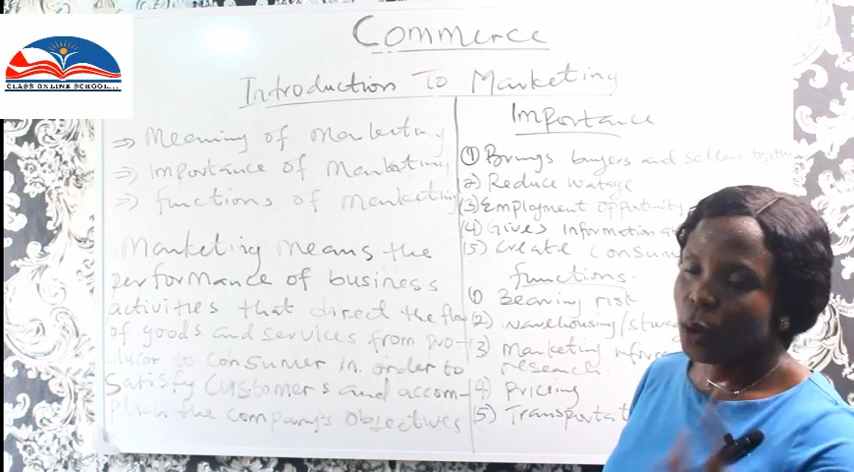 CLASS ONLINE SCHOOL...
Commerce
Introduction To Marketing
⇒ Meaning of Marketing
⇒ Importance of Marketing
⇒ functions of Marketing
Marketing means the
performance of business
activities that direct the flow
of goods and services from pro-
ducer to consumer in order to
Satisfy Customers and accom-
plish the company's objectives
Importance
① Brings buyers and sellers together
(2) Reduce watage
(3) Employment opportunity
(4) Gives information
(5) Create Consum
functions
① Bearing risk
(2) warehousing/
(3) Marketing
research.
(4) Priceing
(5) Transportat